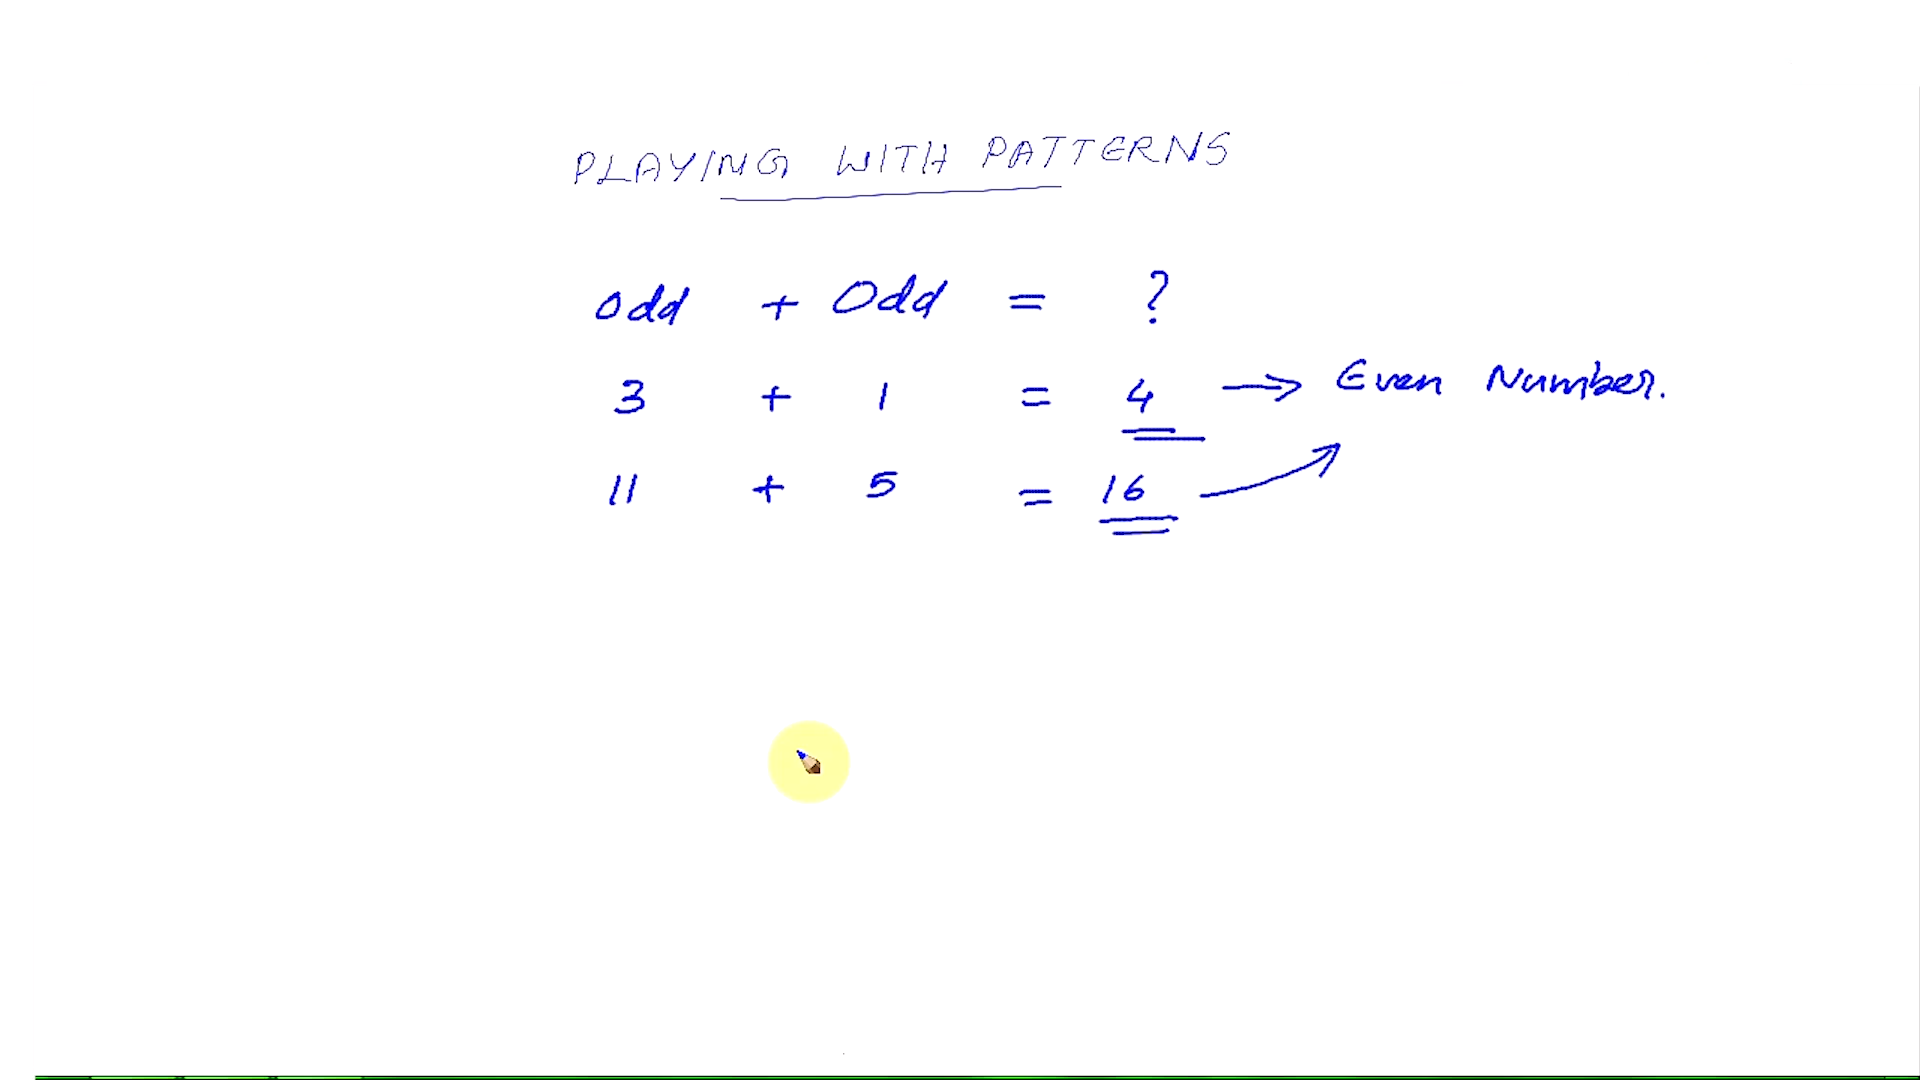 PLAYING WITH PATTERNS
Odd + Odd = ?
3 + 1 = 4 → Even Number.
11 + 5 = 16